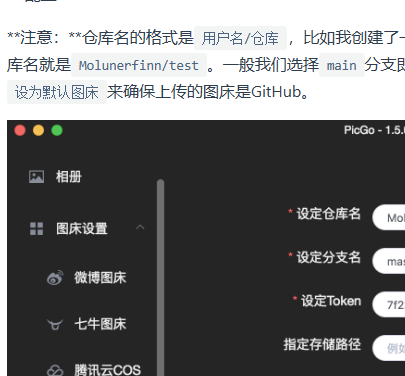 **注意：**仓库名的格式是 用户名/仓库 ，比如我创建了一
库名就是 Molunerfinn/test 。一般我们选择 main 分支即
设为默认图床 来确保上传的图床是GitHub。
PicGo - 1.5.
相册
* 设定仓库名 Mol
图床设置
* 设定分支名 mas
微博图床
* 设定Token 7f2
七牛图床
指定存储路径 例如
腾讯云COS